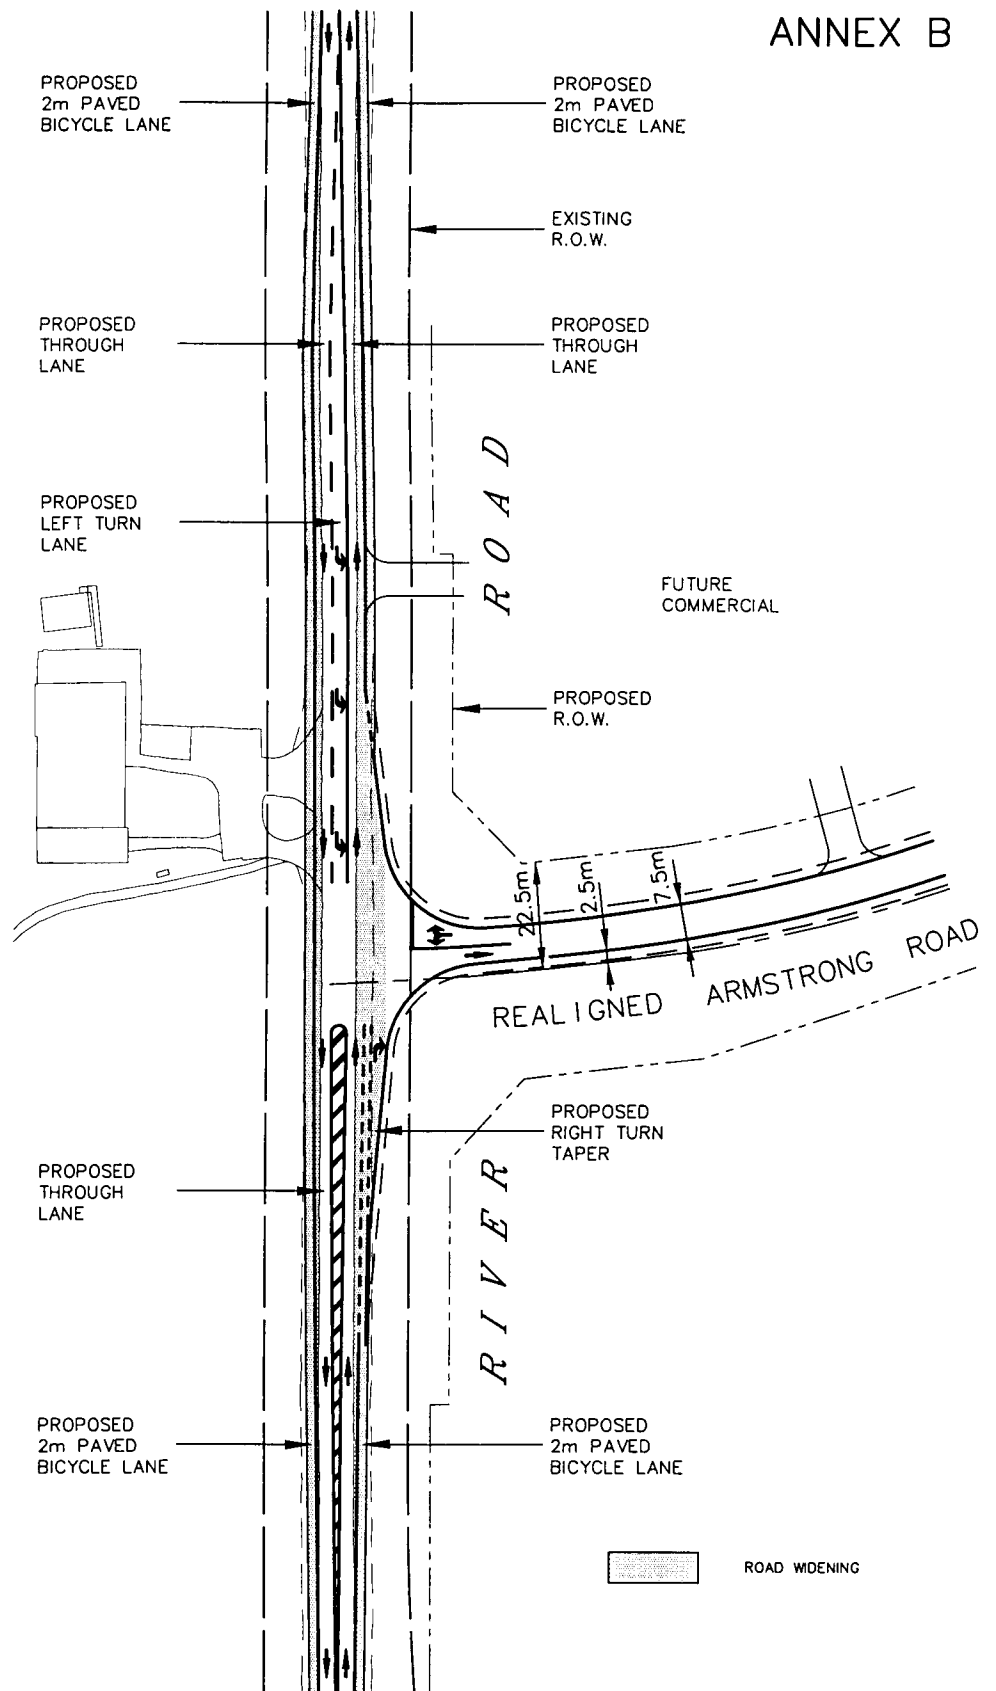 ANNEX B
PROPOSED
2m PAVED
BICYCLE LANE
PROPOSED
2m PAVED
BICYCLE LANE
EXISTING
R.O.W.
PROPOSED
THROUGH
LANE
PROPOSED
THROUGH
LANE
ROAD
PROPOSED
LEFT TURN
LANE
FUTURE
COMMERCIAL
PROPOSED
R.O.W.
22.5m
2.5m
7.5m
REALIGNED ARMSTRONG ROAD
PROPOSED
RIGHT TURN
TAPER
PROPOSED
THROUGH
LANE
RIVER
PROPOSED
2m PAVED
BICYCLE LANE
PROPOSED
2m PAVED
BICYCLE LANE
ROAD WIDENING